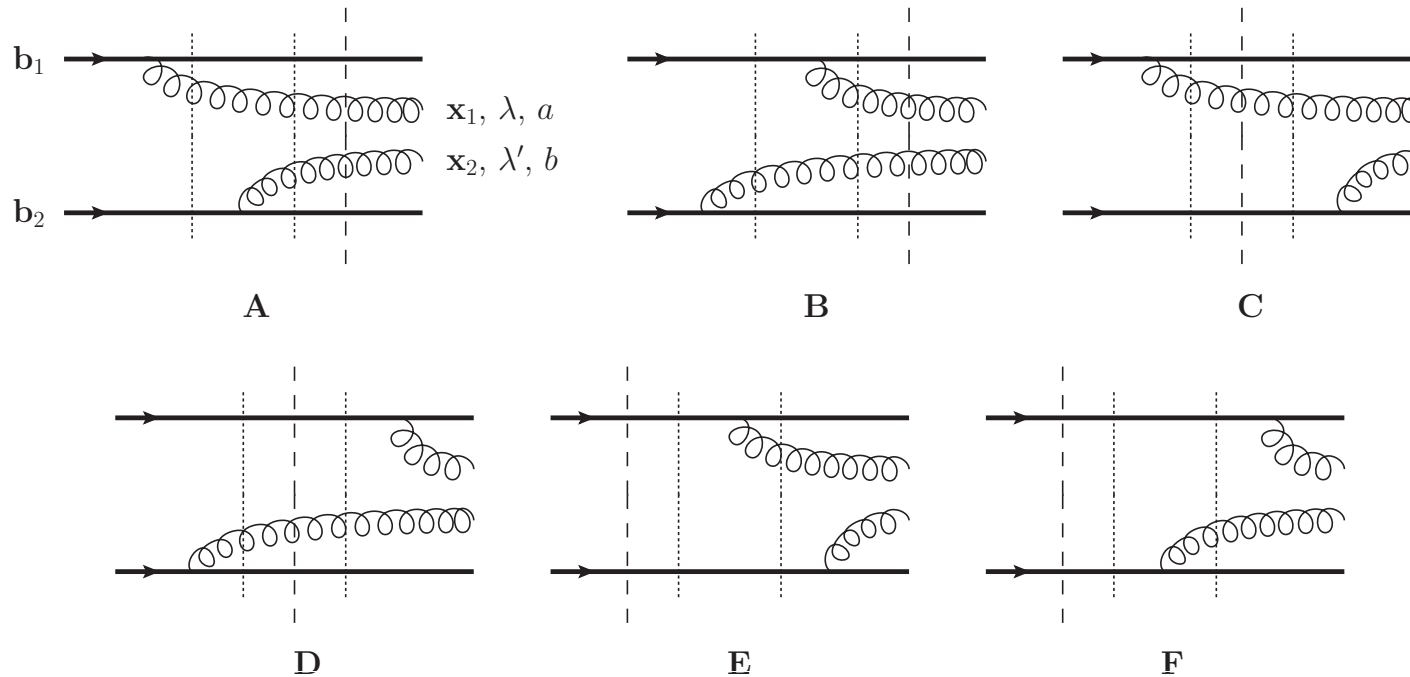 b₁
x₁, λ, a
x₂, λ′, b
b₂
A B C
D E F